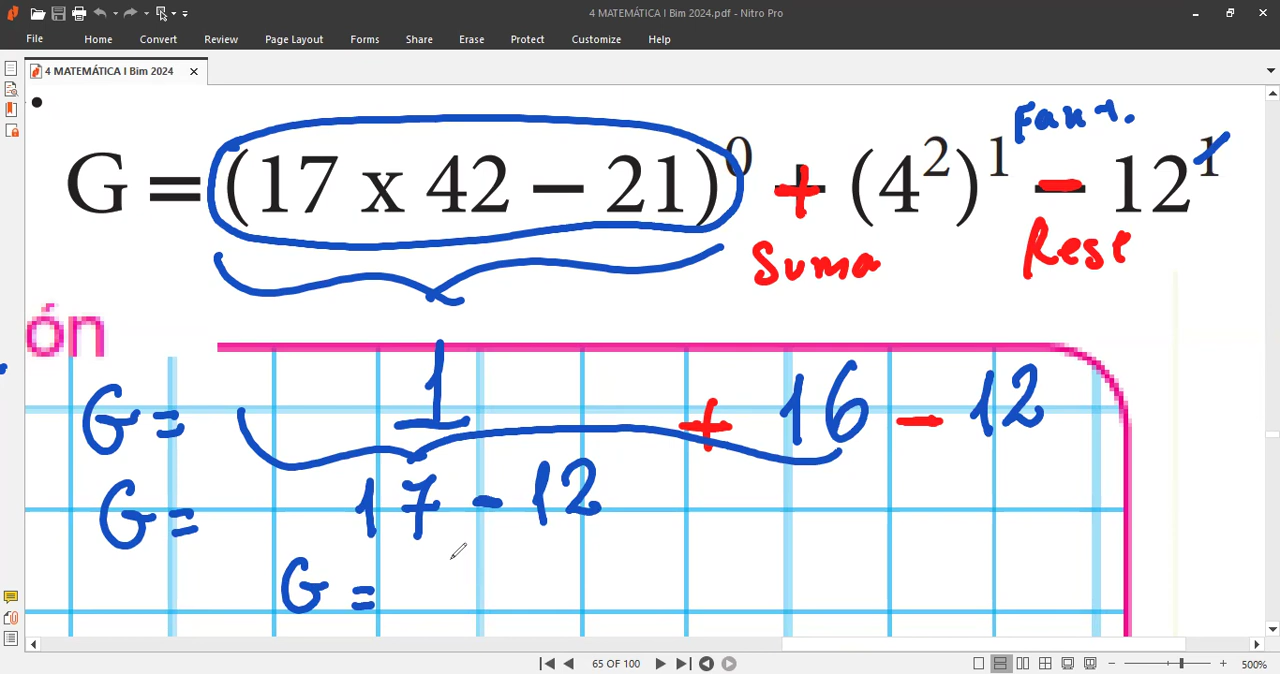 4 MATEMÁTICA I Bim 2024.pdf - Nitro Pro
File Home Convert Review Page Layout Forms Share Erase Protect Customize Help
4 MATEMÁTICA I Bim 2024
Fant.
G = (17 x 42 − 21)⁰ + (4²)¹ − 12¹
Suma Rest
ón
G = 1 + 16 - 12
G = 17 - 12
G =
65 OF 100
500%